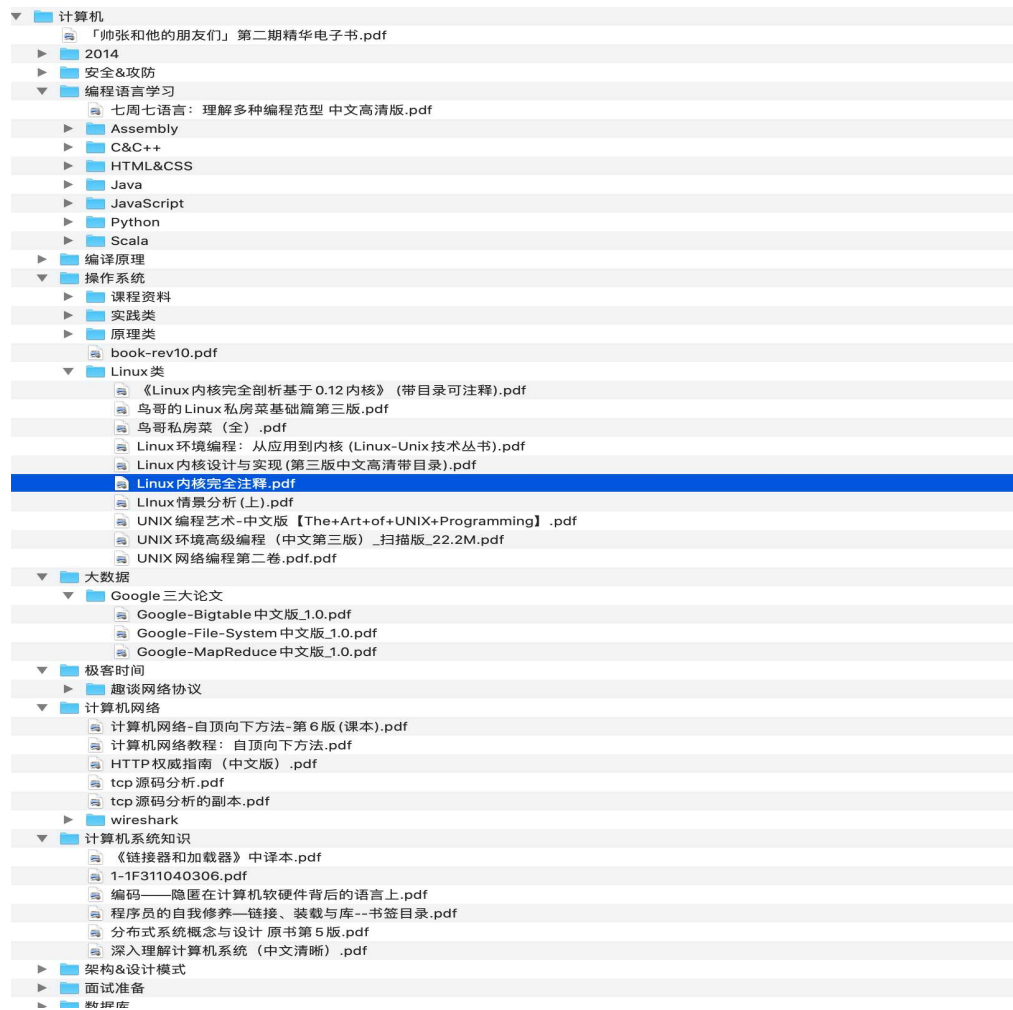 计算机
「帅张和他的朋友们」第二期精华电子书.pdf
2014
安全&攻防
编程语言学习
七周七语言：理解多种编程范型 中文高清版.pdf
Assembly
C&C++
HTML&CSS
Java
JavaScript
Python
Scala
编译原理
操作系统
课程资料
实践类
原理类
book-rev10.pdf
Linux类
《Linux内核完全剖析基于0.12内核》 (带目录可注释).pdf
鸟哥的Linux私房菜基础篇第三版.pdf
鸟哥私房菜（全）.pdf
Linux环境编程：从应用到内核 (Linux-Unix技术丛书).pdf
Linux内核设计与实现(第三版中文高清带目录).pdf
Linux内核完全注释.pdf
LInux情景分析(上).pdf
UNIX编程艺术-中文版【The+Art+of+UNIX+Programming】.pdf
UNIX环境高级编程（中文第三版）_扫描版_22.2M.pdf
UNIX网络编程第二卷.pdf.pdf
大数据
Google三大论文
Google-Bigtable中文版_1.0.pdf
Google-File-System中文版_1.0.pdf
Google-MapReduce中文版_1.0.pdf
极客时间
趣谈网络协议
计算机网络
计算机网络-自顶向下方法-第6版(课本).pdf
计算机网络教程：自顶向下方法.pdf
HTTP权威指南（中文版）.pdf
tcp源码分析.pdf
tcp源码分析的副本.pdf
wireshark
计算机系统知识
《链接器和加载器》中译本.pdf
1-1F311040306.pdf
编码——隐匿在计算机软硬件背后的语言上.pdf
程序员的自我修养—链接、装载与库--书签目录.pdf
分布式系统概念与设计 原书第5版.pdf
深入理解计算机系统（中文清晰）.pdf
架构&设计模式
面试准备
数据库